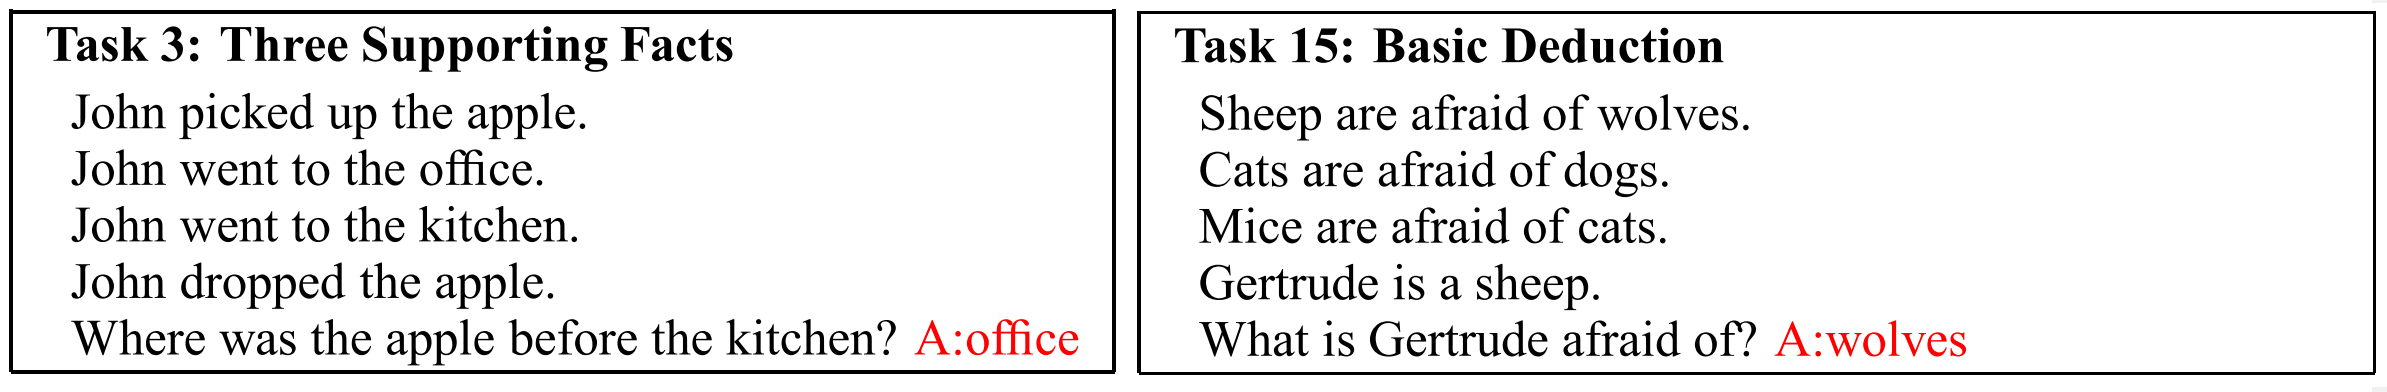 Task 3: Three Supporting Facts
John picked up the apple.
John went to the office.
John went to the kitchen.
John dropped the apple.
Where was the apple before the kitchen? A:office
Task 15: Basic Deduction
Sheep are afraid of wolves.
Cats are afraid of dogs.
Mice are afraid of cats.
Gertrude is a sheep.
What is Gertrude afraid of? A:wolves